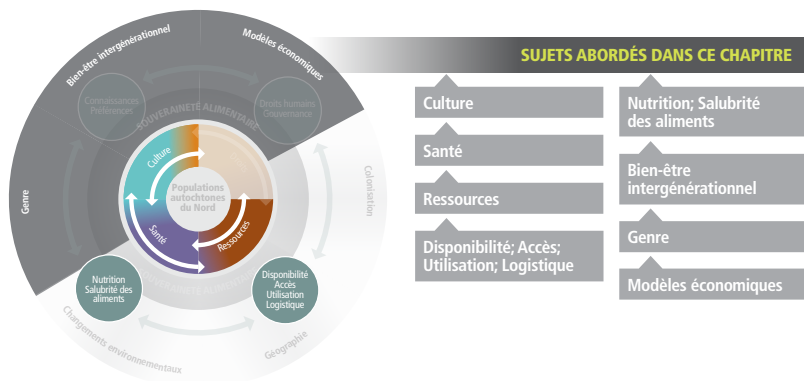 Bien-être intergénérationnel
Modèles économiques
Genre
Colonisation
Changements environnementaux
Géographie
Connaissances
Préférences
Droits humains
Gouvernance
SOUVERAINETÉ ALIMENTAIRE
SOUVERAINETÉ ALIMENTAIRE
Culture
Santé
Ressources
Populations
autochtones
du Nord
Nutrition
Salubrité des
aliments
Disponibilité
Accès
Utilisation
Logistique
SUJETS ABORDÉS DANS CE CHAPITRE
Culture
Santé
Ressources
Disponibilité; Accès;
Utilisation; Logistique
Nutrition; Salubrité
des aliments
Bien-être
intergénérationnel
Genre
Modèles économiques